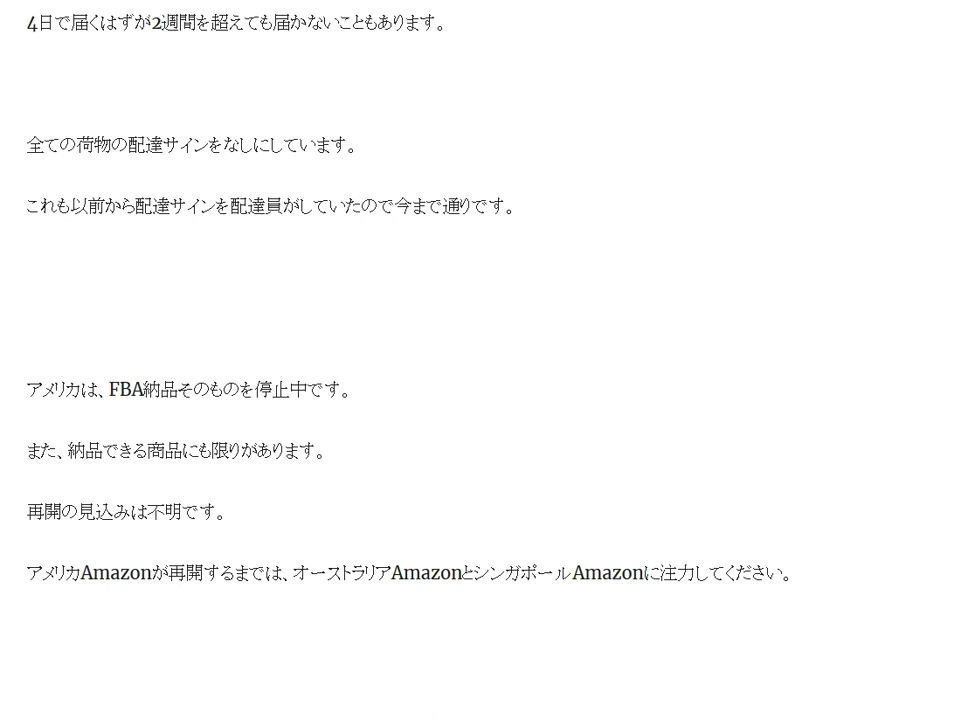 4日で届くはずが2週間を超えても届かないこともあります。
全ての荷物の配達サインをなしにしています。
これも以前から配達サインを配達員がしていたので今まで通りです。
アメリカは、FBA納品そのものを停止中です。
また、納品できる商品にも限りがあります。
再開の見込みは不明です。
アメリカAmazonが再開するまでは、オーストラリアAmazonとシンガポールAmazonに注力してください。